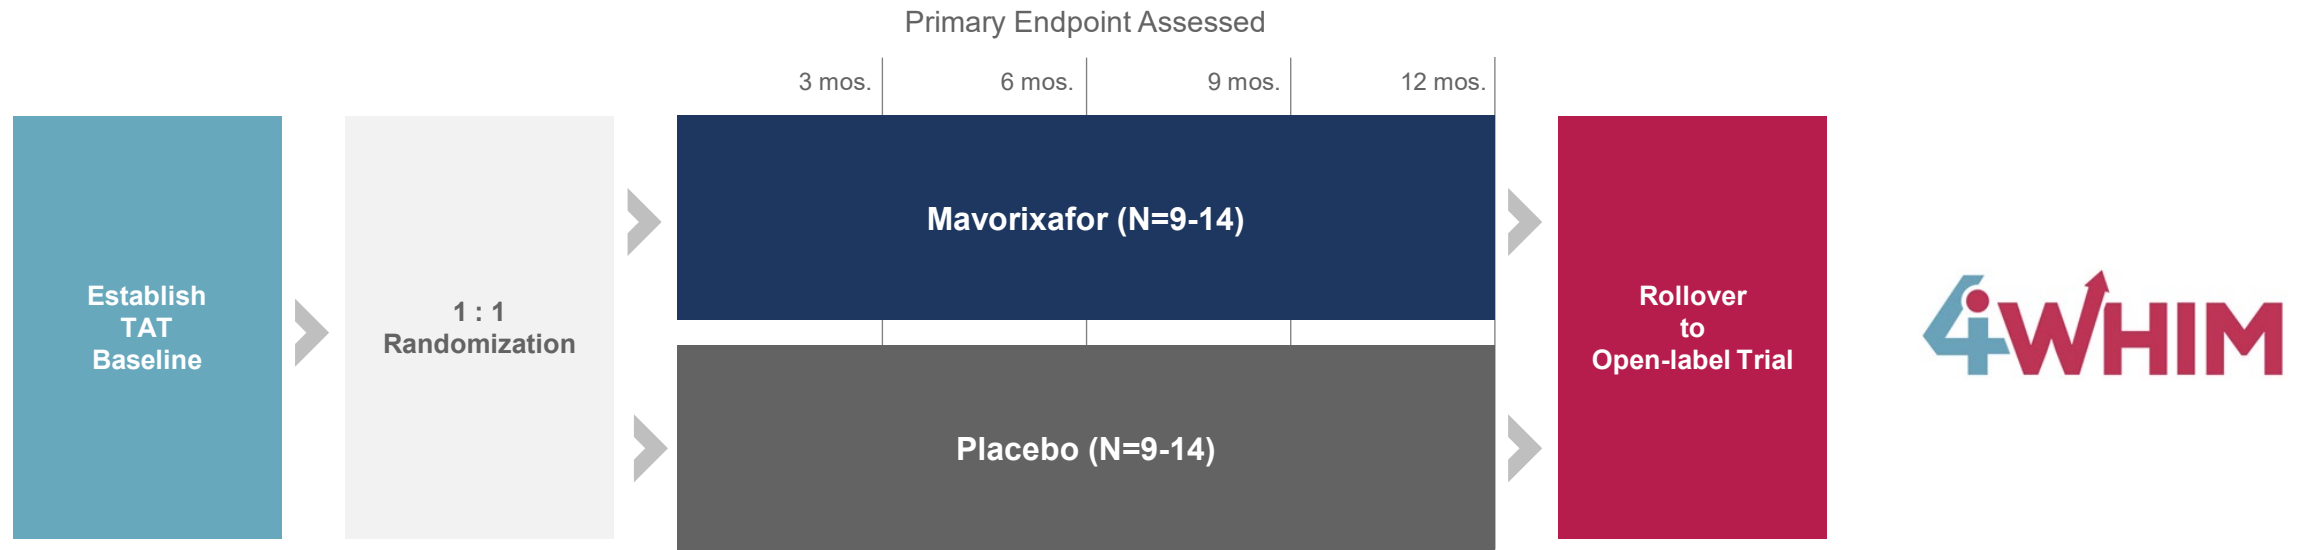 Primary Endpoint Assessed
3 mos.
6 mos.
9 mos.
12 mos.
Establish
TAT
Baseline
1 : 1
Randomization
Mavorixafor (N=9-14)
Placebo (N=9-14)
Rollover
to
Open-label Trial
4WHIM